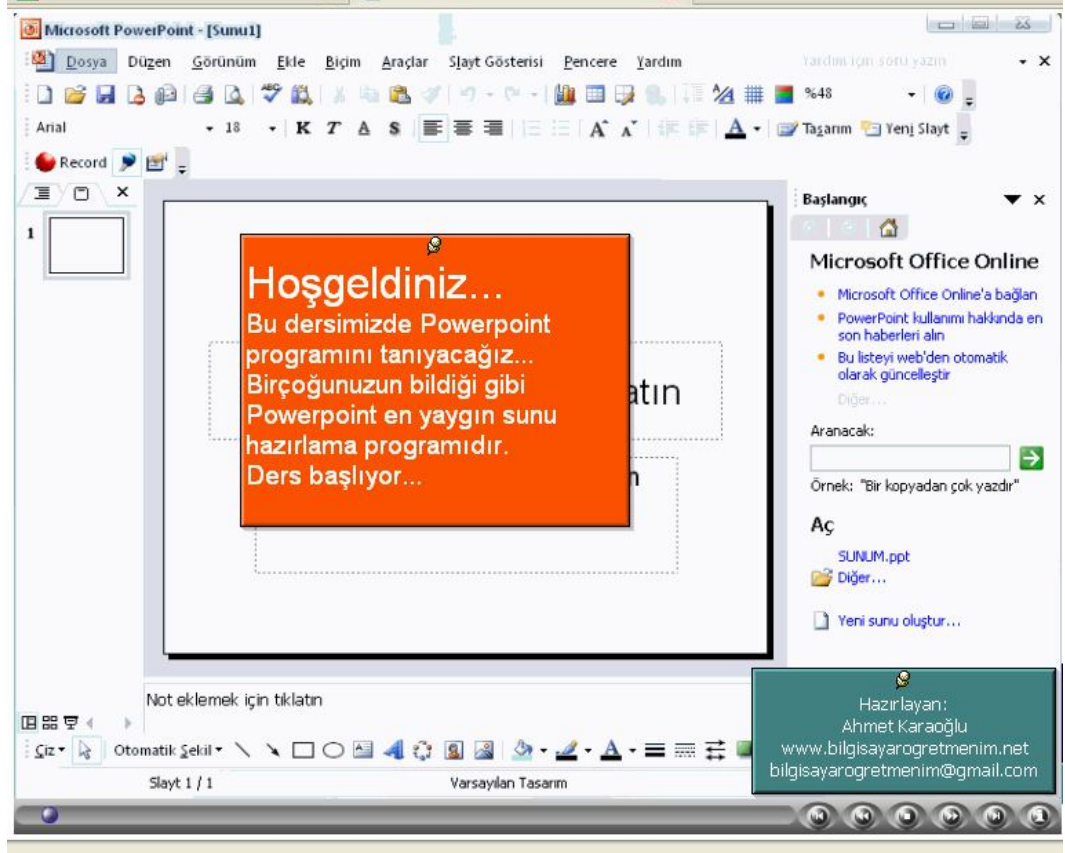 Microsoft PowerPoint - [Sunu1]
Dosya Düzen Görünüm Ekle Biçim Araçlar Slayt Gösterisi Pencere Yardım Yardım için soru yazın
%48
Arial 18 K T A S A A A Tasarım Yeni Slayt
Record
Başlangıç
1
Microsoft Office Online
Microsoft Office Online'a bağlan
PowerPoint kullanımı hakkında en
son haberleri alın
Bu listeyi web'den otomatik
olarak güncelleştir
Diğer...
Aranacak:
Örnek: "Bir kopyadan çok yazdır"
Aç
SUNUM.ppt
Diğer...
Yeni sunu oluştur...
Hoşgeldiniz...
Bu dersimizde Powerpoint
programını tanıyacağız...
Birçoğunuzun bildiği gibi
Powerpoint en yaygın sunu
hazırlama programıdır.
Ders başlıyor...
atın
n
Not eklemek için tıklatın
Çiz Otomatik Şekil
Slayt 1 / 1 Varsayılan Tasarım
Hazırlayan:
Ahmet Karaoğlu
www.bilgisayarogretmenim.net
bilgisayarogretmenim@gmail.com